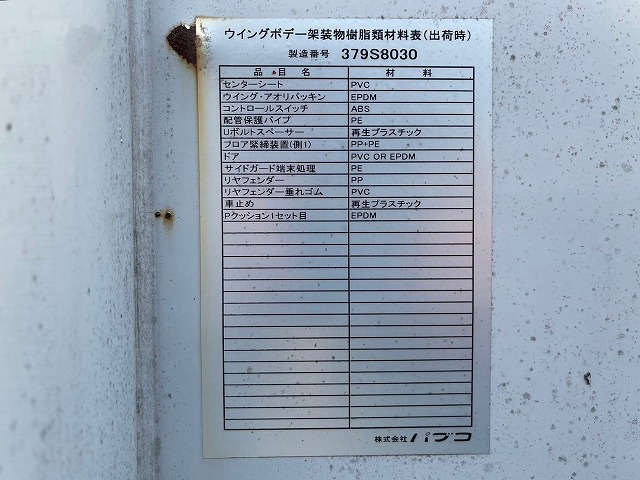 ウイングボデー架装物樹脂類材料表(出荷時)
製造番号 379S8030
品目名 材料
センターシート PVC
ウイング・アオリパッキン EPDM
コントロールスイッチ ABS
配管保護パイプ PE
Uボルトスペーサー 再生プラスチック
フロア緊締装置(側1) PP+PE
ドア PVC OR EPDM
サイドガード端末処理 PE
リヤフェンダー PP
リヤフェンダー垂れゴム PVC
車止め 再生プラスチック
Pクッション1セット目 EPDM
株式会社パブコ